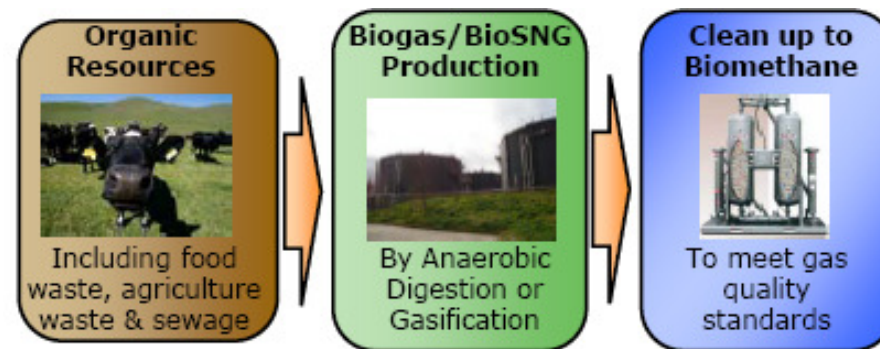 Organic
Resources
Including food
waste, agriculture
waste & sewage
Biogas/BioSNG
Production
By Anaerobic
Digestion or
Gasification
Clean up to
Biomethane
To meet gas
quality
standards